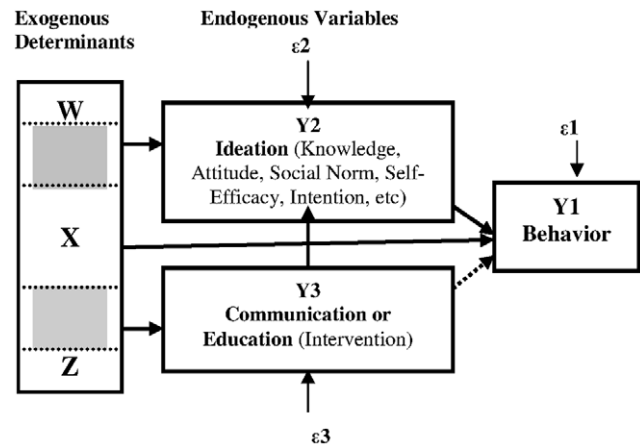 Exogenous
Determinants
Endogenous Variables
ε2
W
X
Z
Y2
Ideation (Knowledge,
Attitude, Social Norm, Self-
Efficacy, Intention, etc)
ε1
Y1
Behavior
Y3
Communication or
Education (Intervention)
ε3